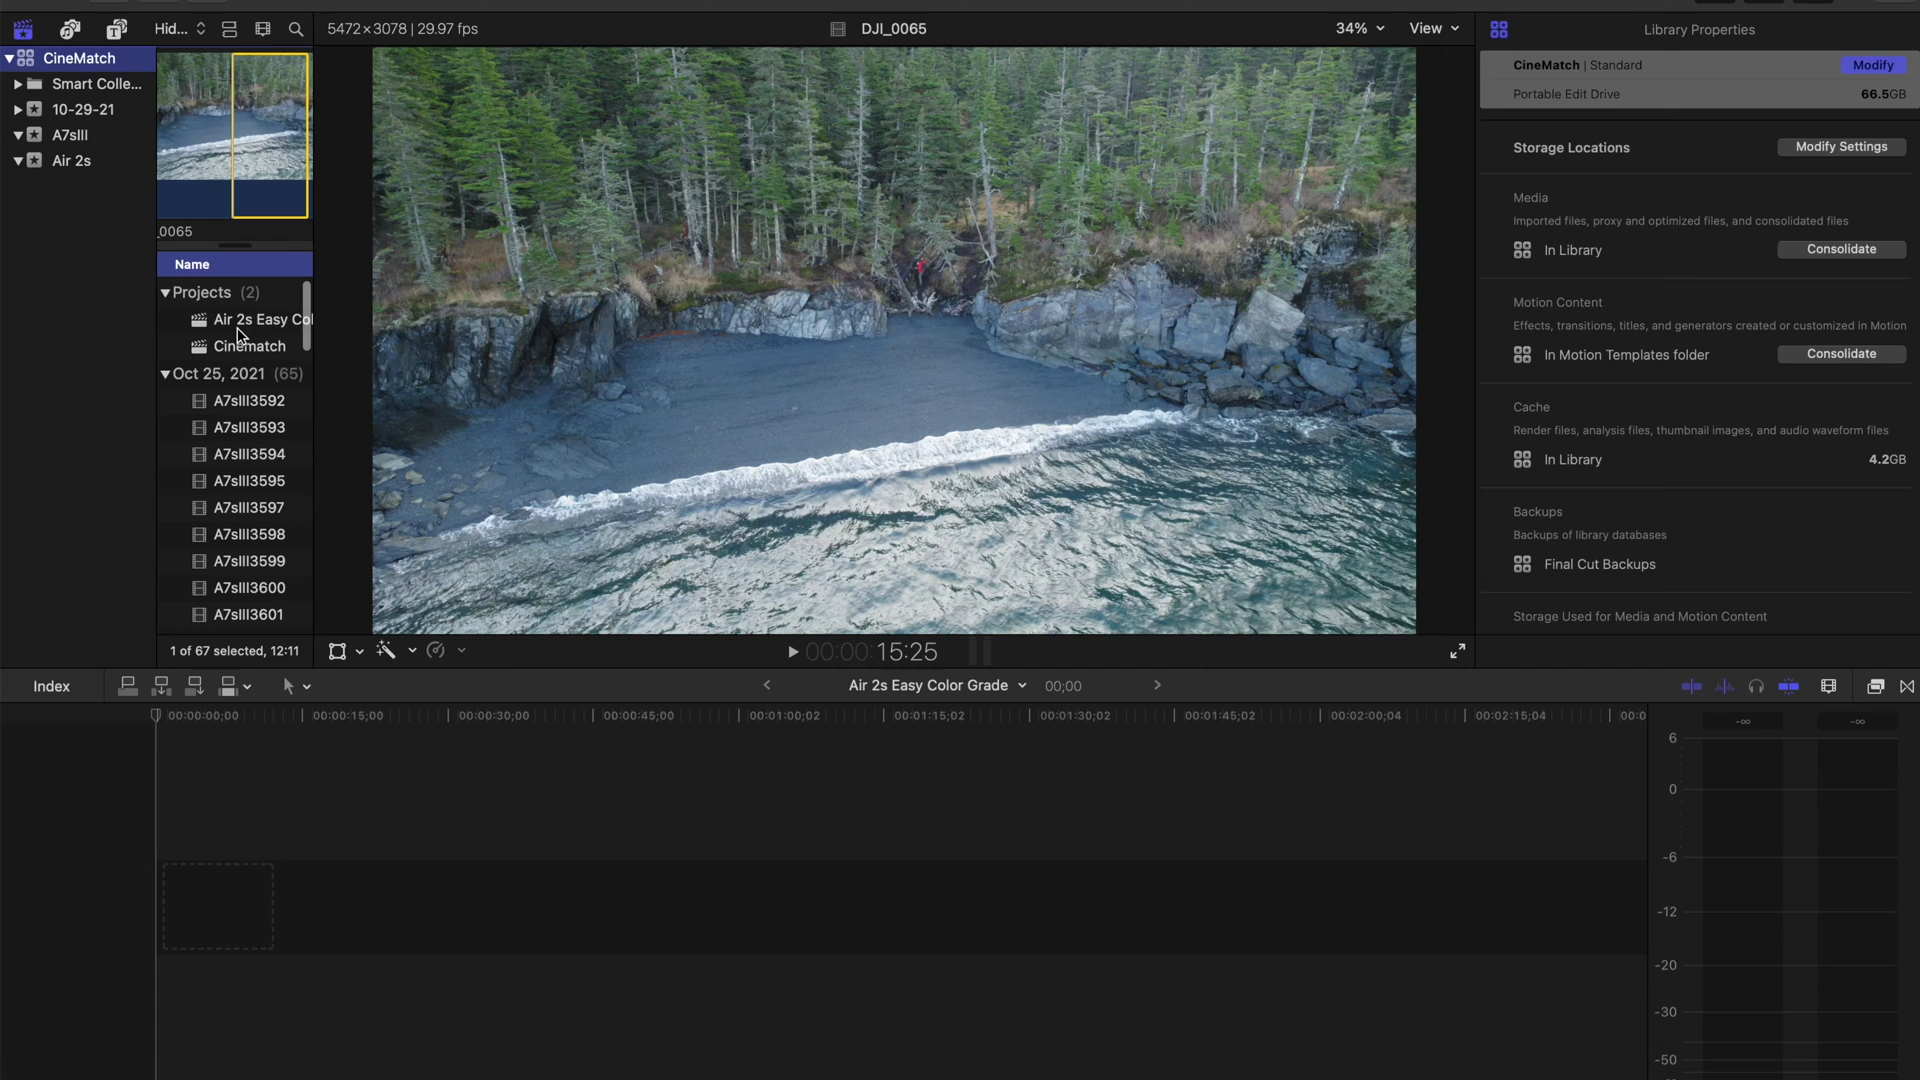 Hid...
5472×3078 | 29.97 fps
DJI_0065
34%
View
Library Properties
CineMatch
Smart Colle...
10-29-21
A7sIII
Air 2s
_0065
Name
Projects (2)
Air 2s Easy Col
Cinematch
Oct 25, 2021 (65)
A7sIII3592
A7sIII3593
A7sIII3594
A7sIII3595
A7sIII3597
A7sIII3598
A7sIII3599
A7sIII3600
A7sIII3601
1 of 67 selected, 12:11
00:00:15:25
CineMatch | Standard
Modify
Portable Edit Drive
66.5GB
Storage Locations
Modify Settings
Media
Imported files, proxy and optimized files, and consolidated files
In Library
Consolidate
Motion Content
Effects, transitions, titles, and generators created or customized in Motion
In Motion Templates folder
Consolidate
Cache
Render files, analysis files, thumbnail images, and audio waveform files
In Library
4.2GB
Backups
Backups of library databases
Final Cut Backups
Storage Used for Media and Motion Content
Index
Air 2s Easy Color Grade
00;00
00:00:00;00
00:00:15;00
00:00:30;00
00:00:45;00
00:01:00;02
00:01:15;02
00:01:30;02
00:01:45;02
00:02:00;04
00:02:15;04
00:0
-∞
-∞
6
0
-6
-12
-20
-30
-50